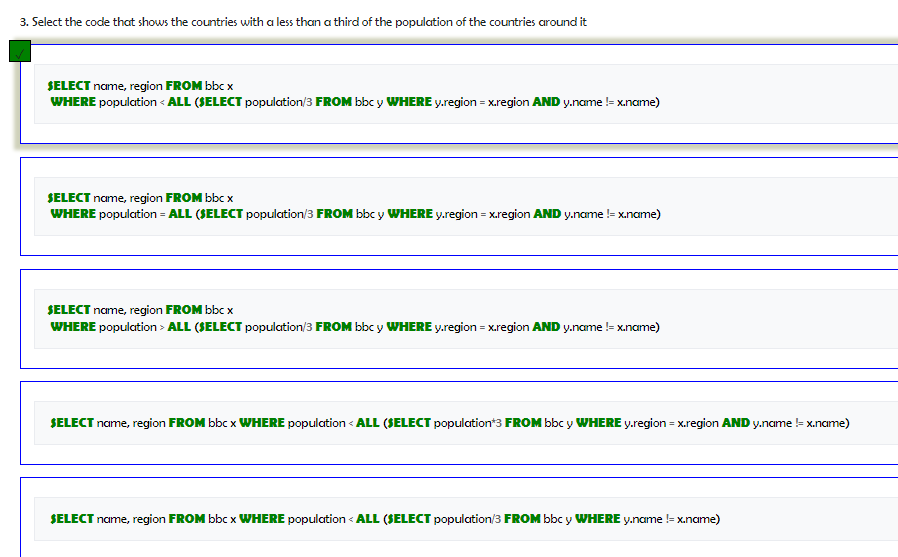 3. Select the code that shows the countries with a less than a third of the population of the countries around it
SELECT name, region FROM bbc x
WHERE population < ALL (SELECT population/3 FROM bbc y WHERE y.region = x.region AND y.name != x.name)
SELECT name, region FROM bbc x
WHERE population = ALL (SELECT population/3 FROM bbc y WHERE y.region = x.region AND y.name != x.name)
SELECT name, region FROM bbc x
WHERE population > ALL (SELECT population/3 FROM bbc y WHERE y.region = x.region AND y.name != x.name)
SELECT name, region FROM bbc x WHERE population < ALL (SELECT population*3 FROM bbc y WHERE y.region = x.region AND y.name != x.name)
SELECT name, region FROM bbc x WHERE population < ALL (SELECT population/3 FROM bbc y WHERE y.name != x.name)